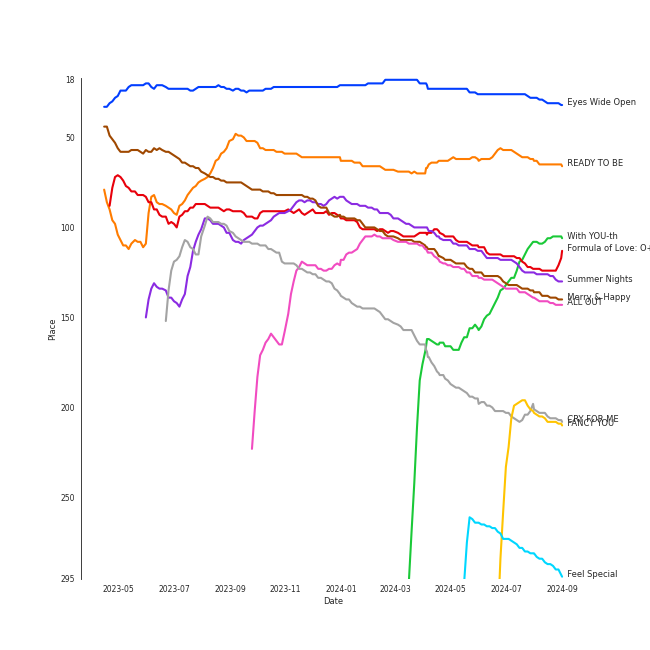 18
50
100
150
200
250
295
Place
2023-05
2023-07
2023-09
2023-11
2024-01
2024-03
2024-05
2024-07
2024-09
Date
Eyes Wide Open
READY TO BE
With YOU-th
Formula of Love: O+
Summer Nights
Merry & Happy
ALL OUT
CRY FOR ME
FANCY YOU
Feel Special